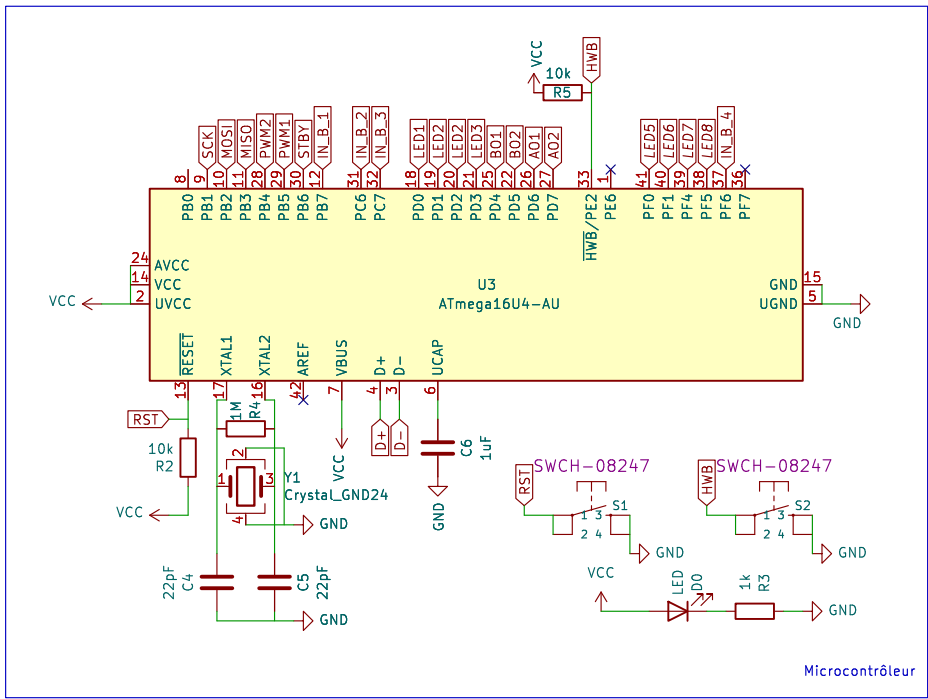 VCC
10k
R5
HWB
SCK
MOSI
MISO
PWM2
PWM1
STBY
IN_B_1
IN_B_2
IN_B_3
LED1
LED2
LED2
LED3
BO1
BO2
AO1
AO2
LED5
LED6
LED7
LED8
IN_B_4
8
9
10
11
28
29
30
12
31
32
18
19
20
21
25
22
26
27
33
1
41
40
39
38
37
36
PB0
PB1
PB2
PB3
PB4
PB5
PB6
PB7
PC6
PC7
PD0
PD1
PD2
PD3
PD4
PD5
PD6
PD7
HWB/PE2
PE6
PF0
PF1
PF4
PF5
PF6
PF7
24 AVCC
14 VCC
2 UVCC
VCC
U3
ATmega16U4-AU
GND 15
UGND 5
GND
RESET
XTAL1
XTAL2
AREF
VBUS
D+
D-
UCAP
13
17
16
42
7
4
3
6
RST
10k
R2
VCC
1M
R4
1
2
3
4
Y1
Crystal_GND24
GND
VCC
D+
D-
C6
1uF
GND
22pF
C4
C5
22pF
GND
RST
SWCH-08247
S1
1 3
2 4
GND
HWB
SWCH-08247
S2
1 3
2 4
GND
VCC
LED
D0
1k
R3
GND
Microcontrôleur